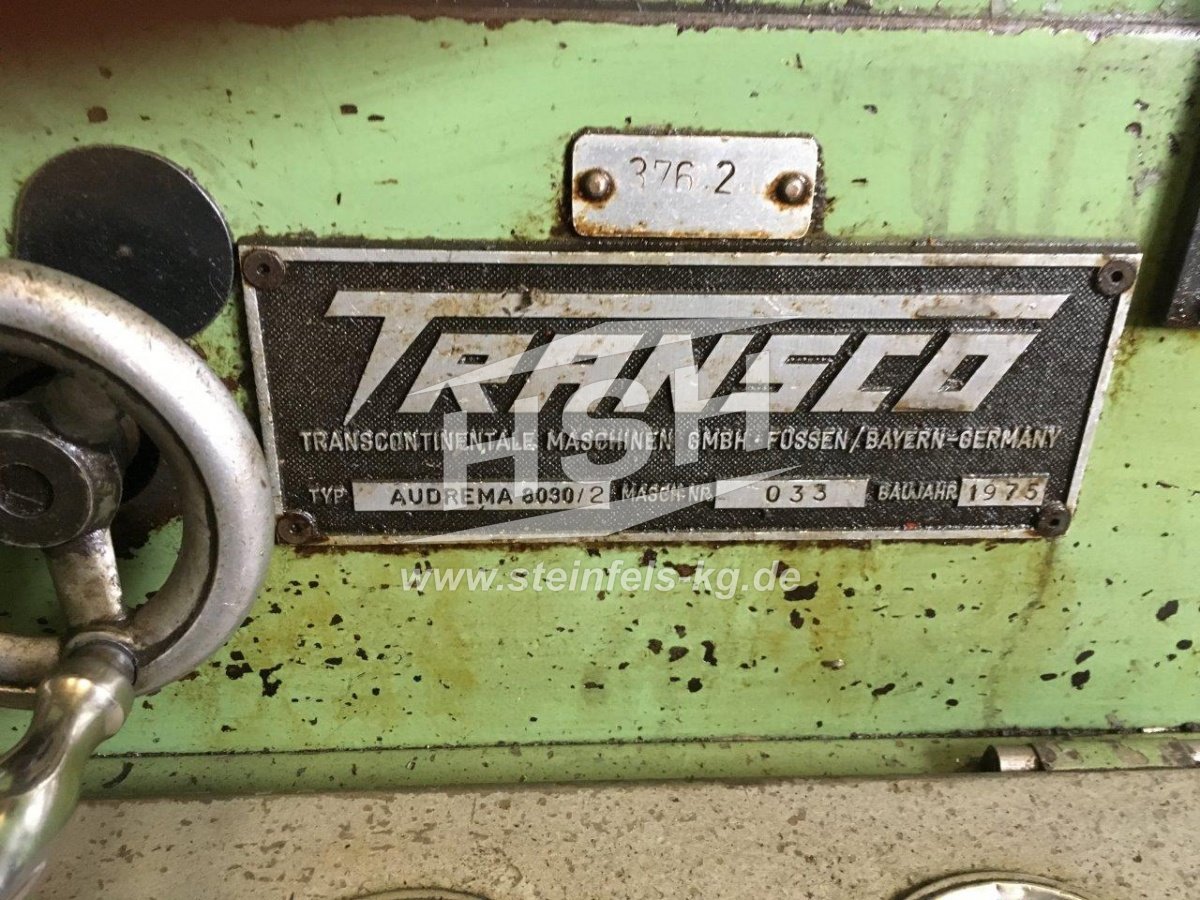 376.2
TRANSCO
HSM
TRANSCONTINENTALE MASCHINEN GMBH · FÜSSEN/BAYERN-GERMANY
TYP AUDREMA 8030/2 MASCH-NR 033 BAUJAHR 1975
www.steinfels-kg.de